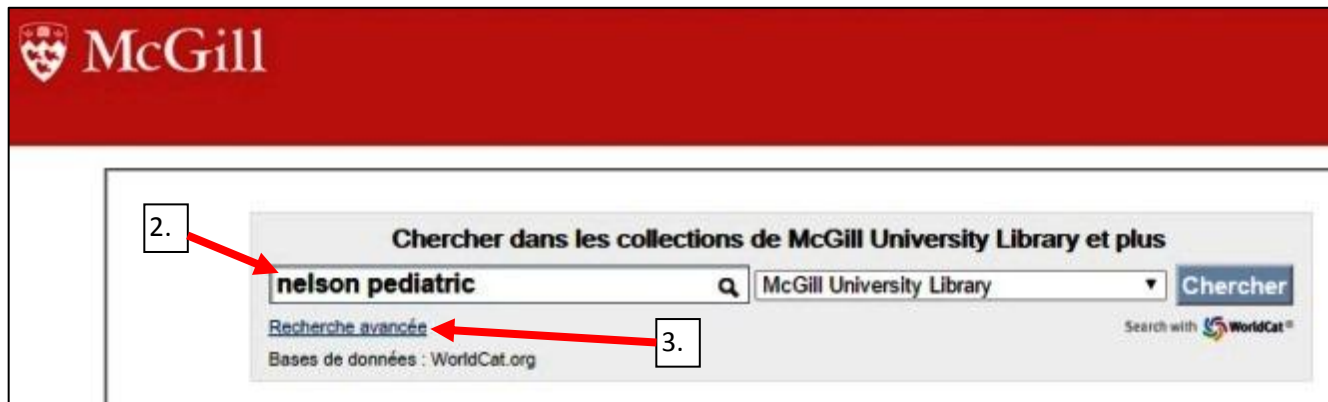 McGill
2.
Chercher dans les collections de McGill University Library et plus
nelson pediatric McGill University Library Chercher
Recherche avancée Search with WorldCat®
3.
Bases de données : WorldCat.org